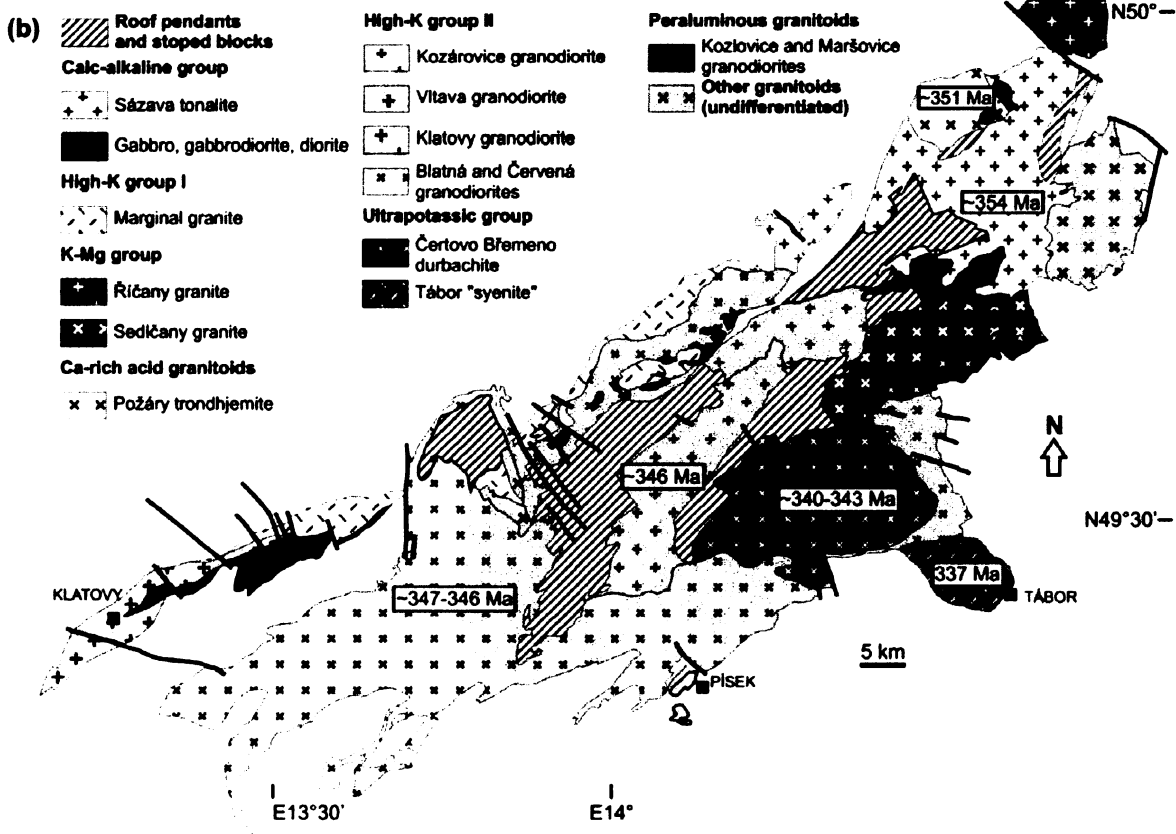 (b)
Roof pendants
and stoped blocks
Calc-alkaline group
Sázava tonalite
Gabbro, gabbrodiorite, diorite
High-K group I
Marginal granite
K-Mg group
Říčany granite
Sedlčany granite
Ca-rich acid granitoids
Požáry trondhjemite
High-K group II
Kozárovice granodiorite
Vltava granodiorite
Klatovy granodiorite
Blatná and Červená
granodiorites
Ultrapotassic group
Čertovo Břemeno
durbachite
Tábor "syenite"
Peraluminous granitoids
Kozlovice and Maršovice
granodiorites
Other granitoids
(undifferentiated)
N50°
~351 Ma
~354 Ma
~346 Ma
~340-343 Ma
N
N49°30'
337 Ma
TÁBOR
KLATOVY
~347-346 Ma
5 km
PÍSEK
E13°30'
E14°